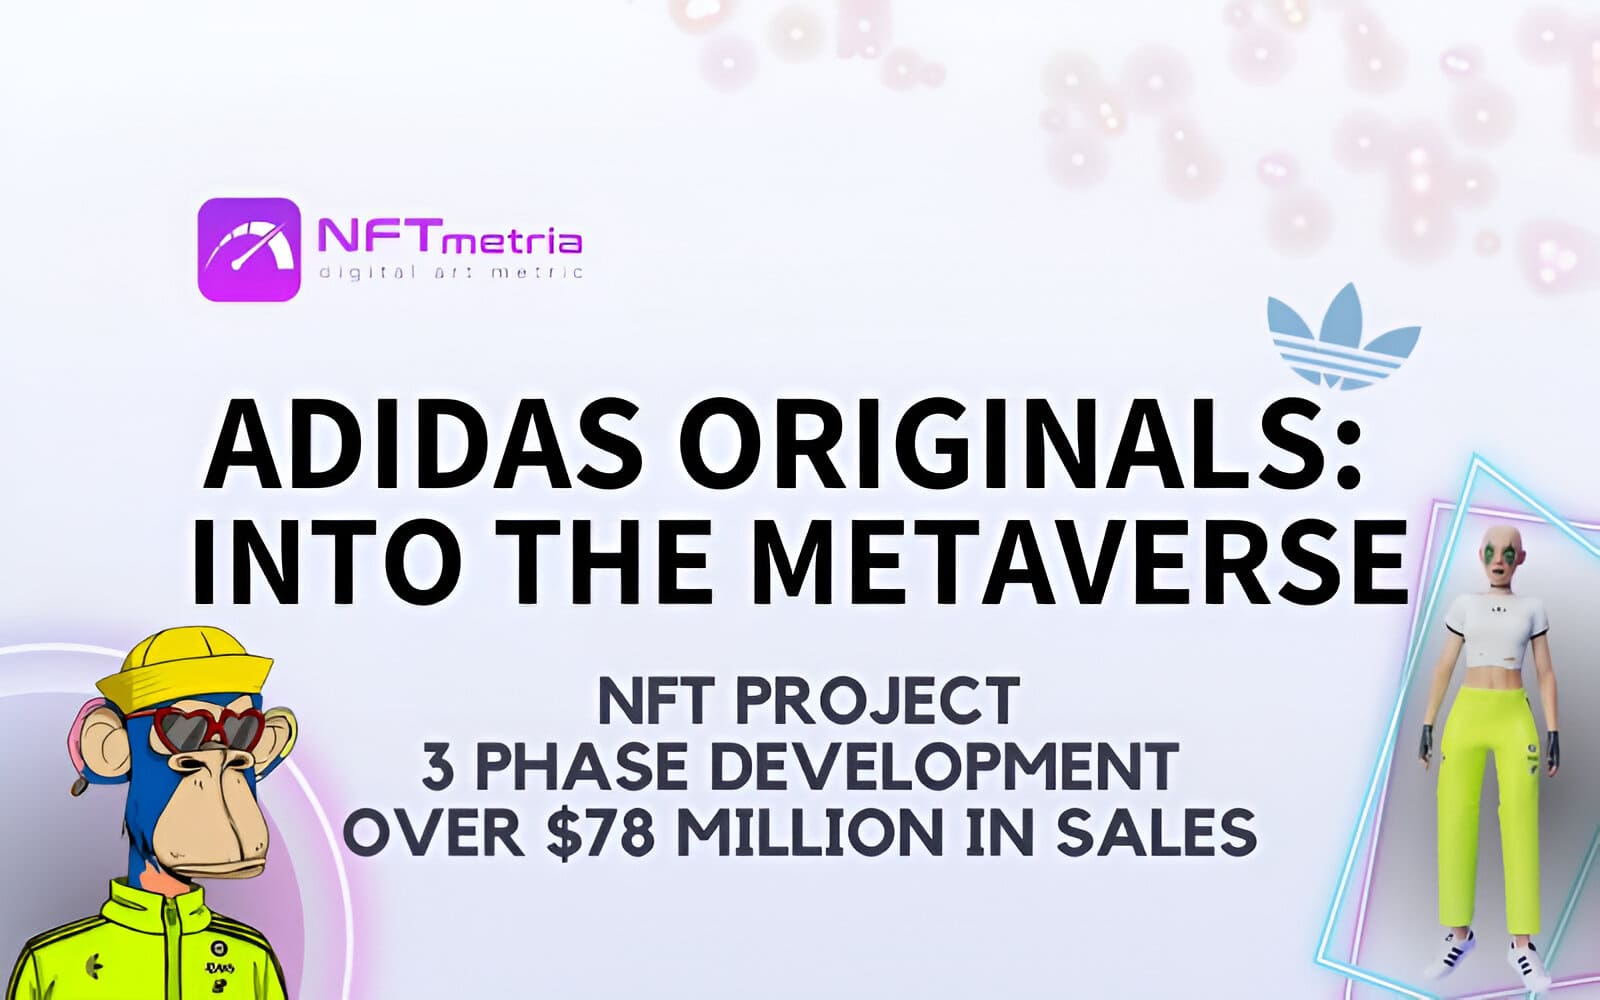 NFTmetria
digital art metric
ADIDAS ORIGINALS:
INTO THE METAVERSE
NFT PROJECT
3 PHASE DEVELOPMENT
OVER $78 MILLION IN SALES